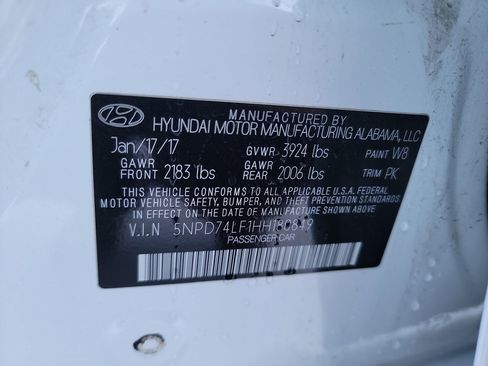 MANUFACTURED BY
HYUNDAI MOTOR MANUFACTURING ALABAMA, LLC
Jan/17/17 GVWR 3924 lbs PAINT W8
GAWR FRONT 2183 lbs GAWR REAR 2006 lbs TRIM PK
THIS VEHICLE CONFORMS TO ALL APPLICABLE U.S.A. FEDERAL
MOTOR VEHICLE SAFETY, BUMPER, AND THEFT PREVENTION STANDARDS
IN EFFECT ON THE DATE OF MANUFACTURE SHOWN ABOVE.
V.I.N 5NPD74LF1HH180849
PASSENGER CAR